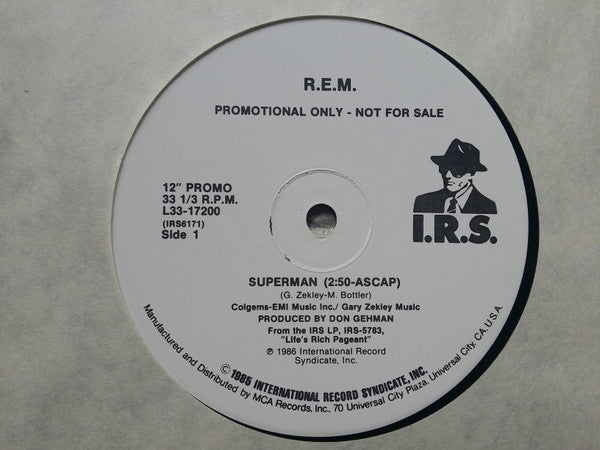 R.E.M.
PROMOTIONAL ONLY - NOT FOR SALE
12" PROMO
33 1/3 R.P.M.
L33-17200
(IRS6171)
Side 1
I.R.S.
SUPERMAN (2:50-ASCAP)
(G. Zekley-M. Bottler)
Colgems-EMI Music Inc./ Gary Zekley Music
PRODUCED BY DON GEHMAN
From the IRS LP, IRS-5783,
"Life's Rich Pageant"
℗ 1986 International Record
Syndicate, Inc.
© 1985 INTERNATIONAL RECORD SYNDICATE, INC.
Manufactured and Distributed by MCA Records, Inc., 70 Universal City Plaza, Universal City, CA. U.S.A.